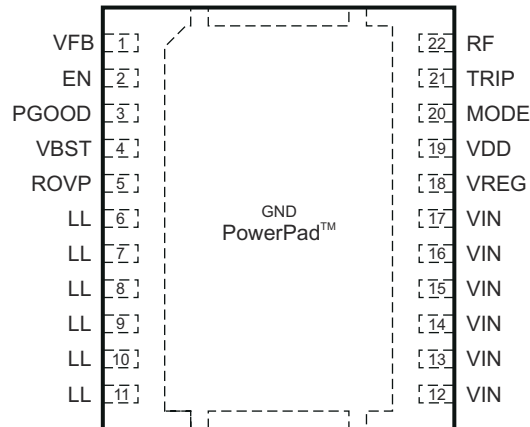 VFB 1 22 RF
EN 2 21 TRIP
PGOOD 3 20 MODE
VBST 4 19 VDD
ROVP 5 18 VREG
LL 6 17 VIN
GND
PowerPad™
LL 7 16 VIN
LL 8 15 VIN
LL 9 14 VIN
LL 10 13 VIN
LL 11 12 VIN